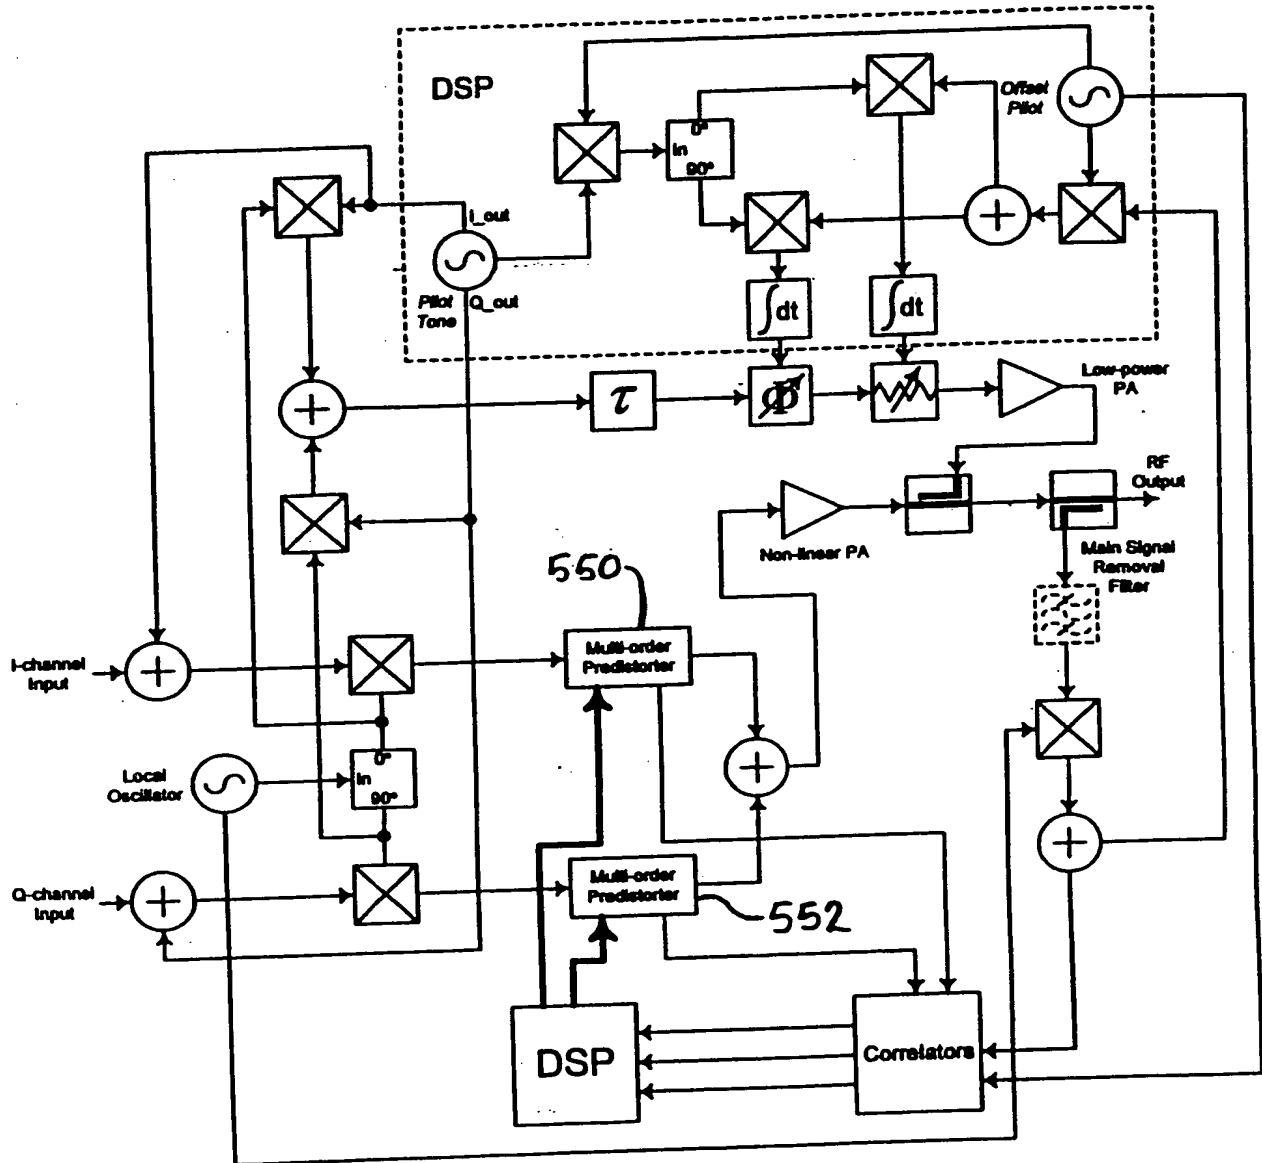 DSP
Offset
Pilot
0°
In
90°
I_out
Pilot
Tone
Q_out
∫dt
∫dt
τ
Φ
Low-power
PA
RF
Output
Non-linear PA
Main Signal
Removal
Filter
550
Multi-order
Predistorter
I-channel
Input
0°
In
90°
Local
Oscillator
Q-channel
Input
Multi-order
Predistorter
552
DSP
Correlators